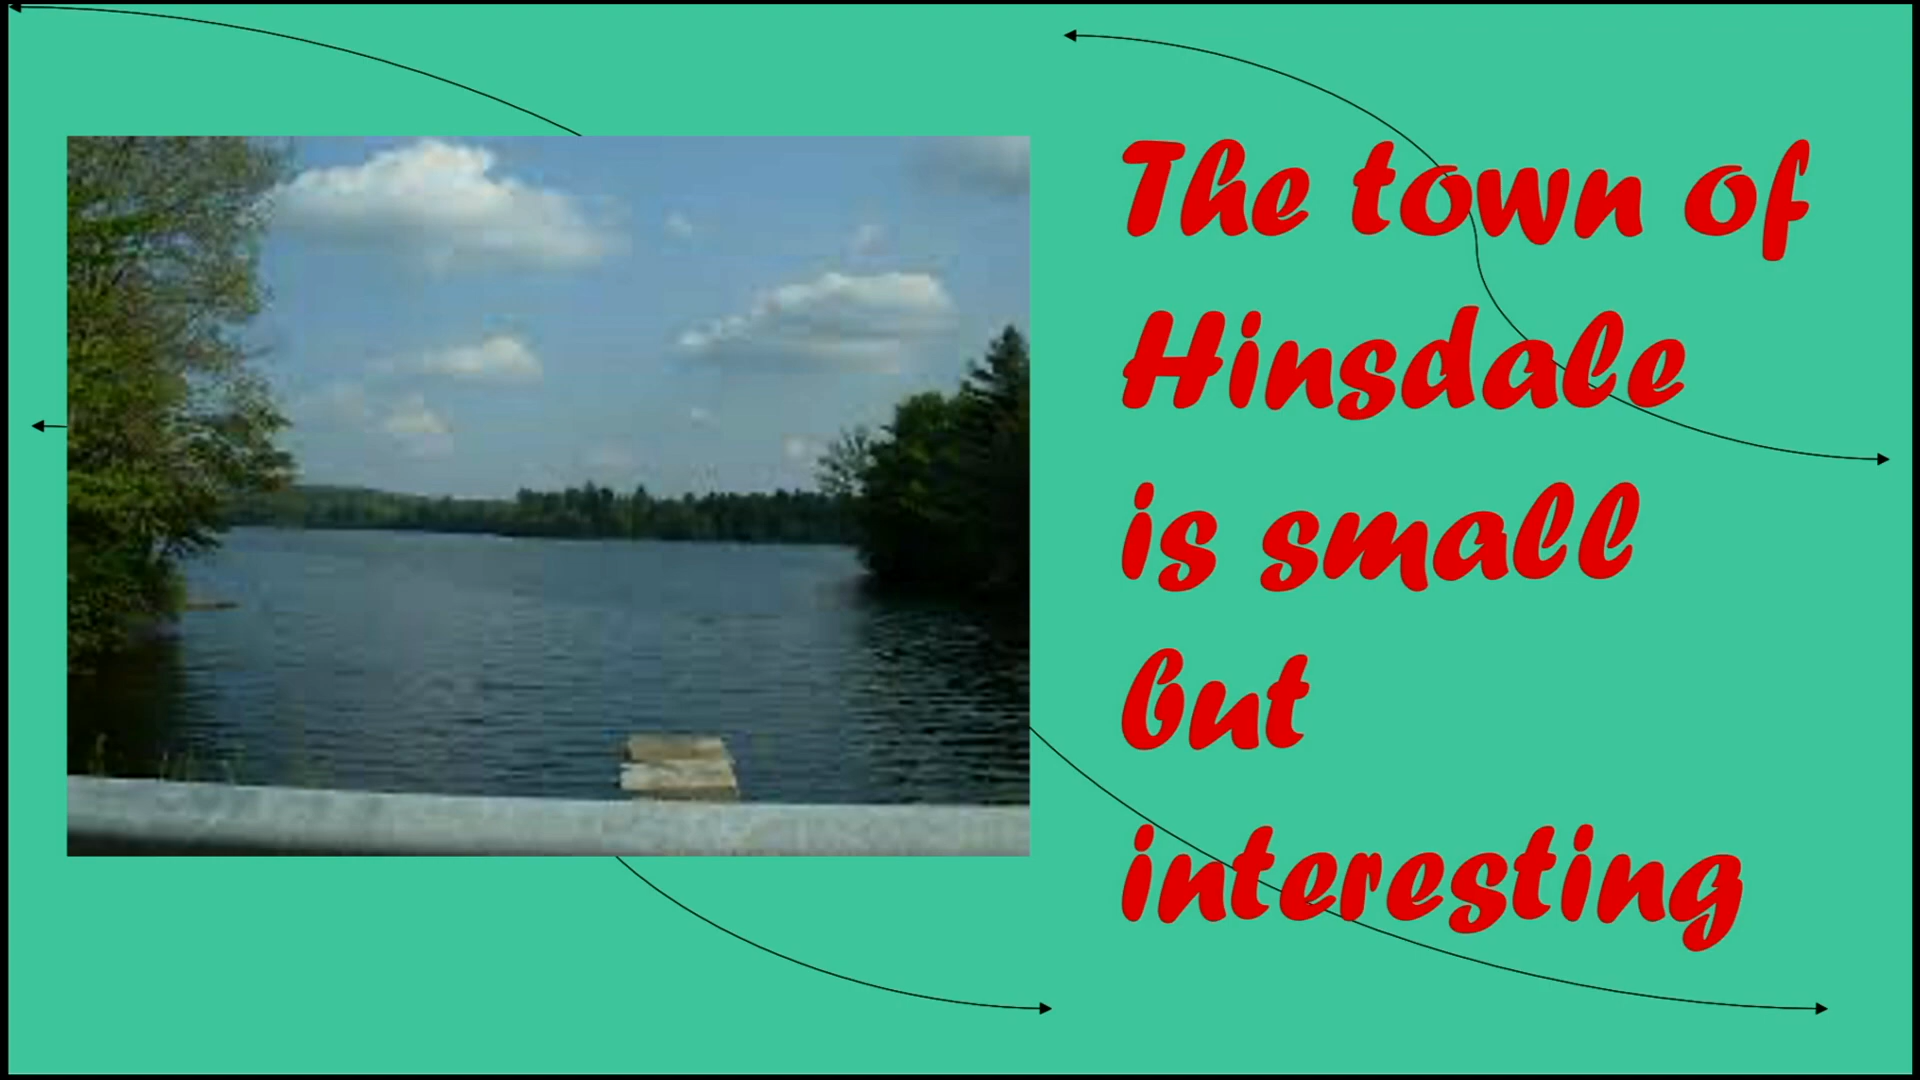 The town of
Hinsdale
is small
but
interesting